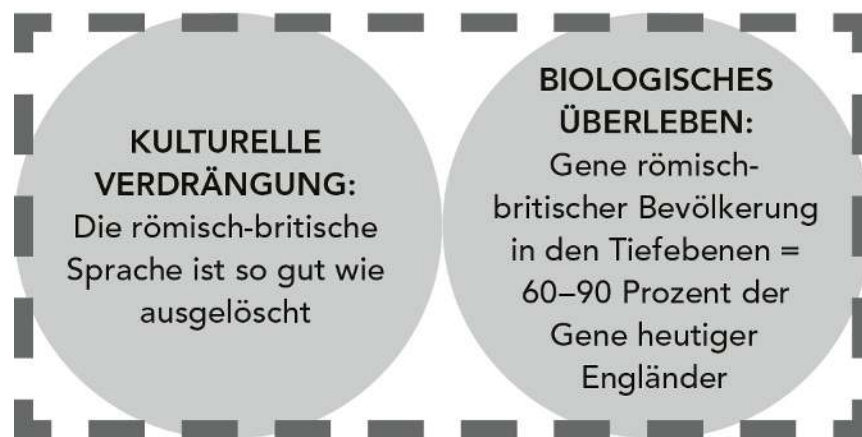 KULTURELLE
VERDRÄNGUNG:
Die römisch-britische
Sprache ist so gut wie
ausgelöscht
BIOLOGISCHES
ÜBERLEBEN:
Gene römisch-
britischer Bevölkerung
in den Tiefebenen =
60–90 Prozent der
Gene heutiger
Engländer